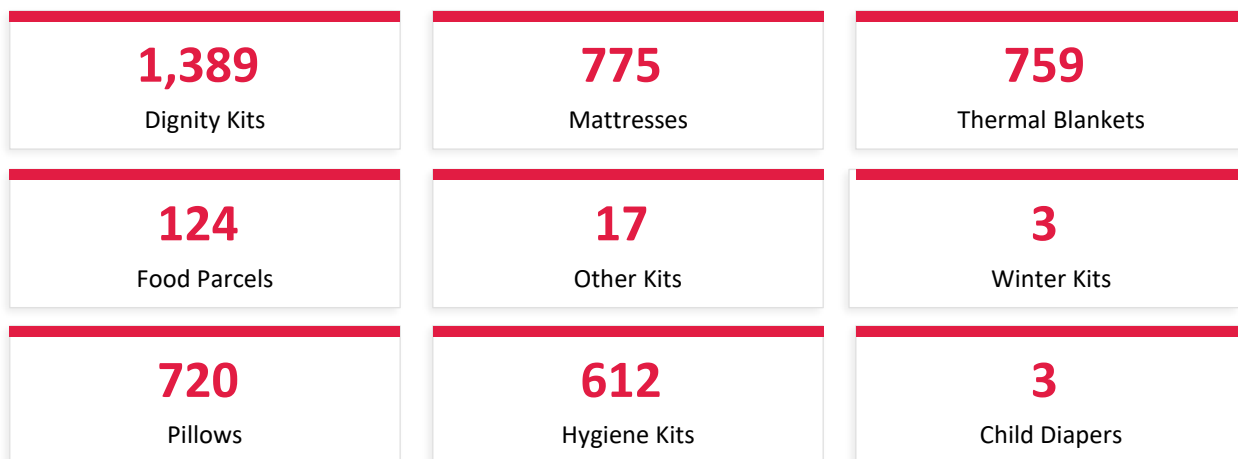 1,389
Dignity Kits
775
Mattresses
759
Thermal Blankets
124
Food Parcels
17
Other Kits
3
Winter Kits
720
Pillows
612
Hygiene Kits
3
Child Diapers